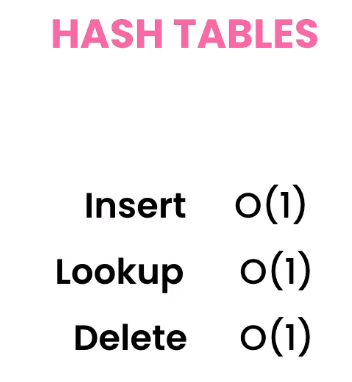 HASH TABLES
Insert O(1)
Lookup O(1)
Delete O(1)